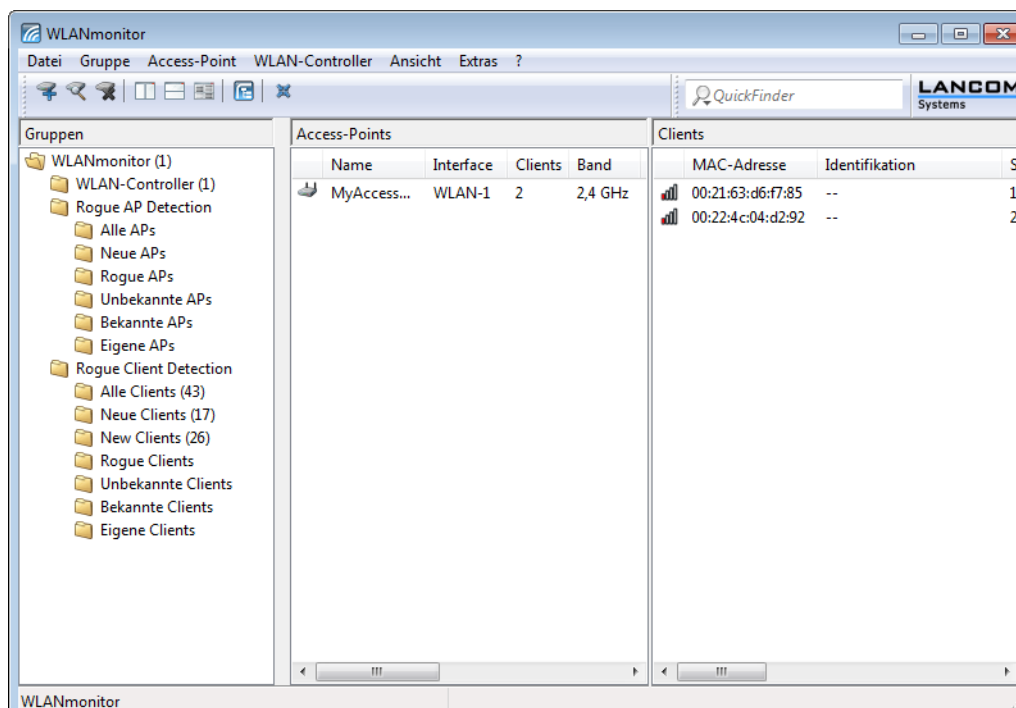 WLANmonitor
Datei Gruppe Access-Point WLAN-Controller Ansicht Extras ?
QuickFinder
LANCOM
Systems
Gruppen
WLANmonitor (1)
WLAN-Controller (1)
Rogue AP Detection
Alle APs
Neue APs
Rogue APs
Unbekannte APs
Bekannte APs
Eigene APs
Rogue Client Detection
Alle Clients (43)
Neue Clients (17)
New Clients (26)
Rogue Clients
Unbekannte Clients
Bekannte Clients
Eigene Clients
Access-Points
Name Interface Clients Band
MyAccess... WLAN-1 2 2,4 GHz
Clients
MAC-Adresse Identifikation S
00:21:63:d6:f7:85 -- 1
00:22:4c:04:d2:92 -- 2
WLANmonitor